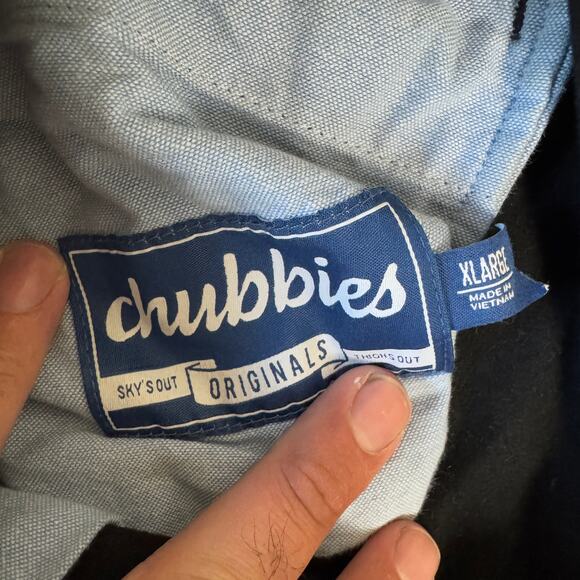 chubbies
SKY'S OUT ORIGINALS THIGHS OUT
XLARGE
MADE IN
VIETNAM